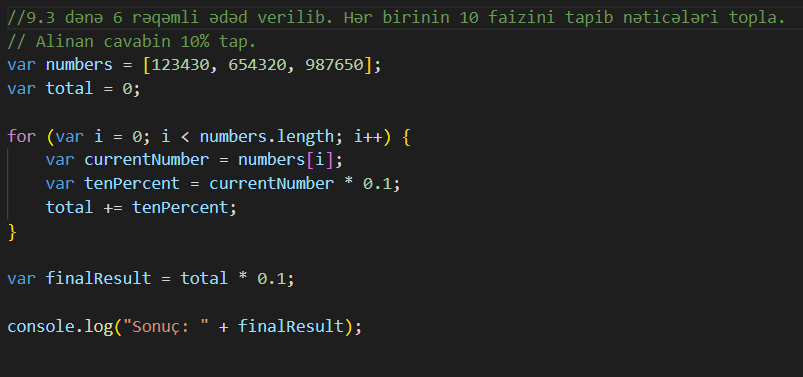 //9.3 dənə 6 rəqəmli ədəd verilib. Hər birinin 10 faizini tapıb nəticələri topla.
// Alinan cavabin 10% tap.
var numbers = [123430, 654320, 987650];
var total = 0;
for (var i = 0; i < numbers.length; i++) {
    var currentNumber = numbers[i];
    var tenPercent = currentNumber * 0.1;
    total += tenPercent;
}
var finalResult = total * 0.1;
console.log("Sonuç: " + finalResult);